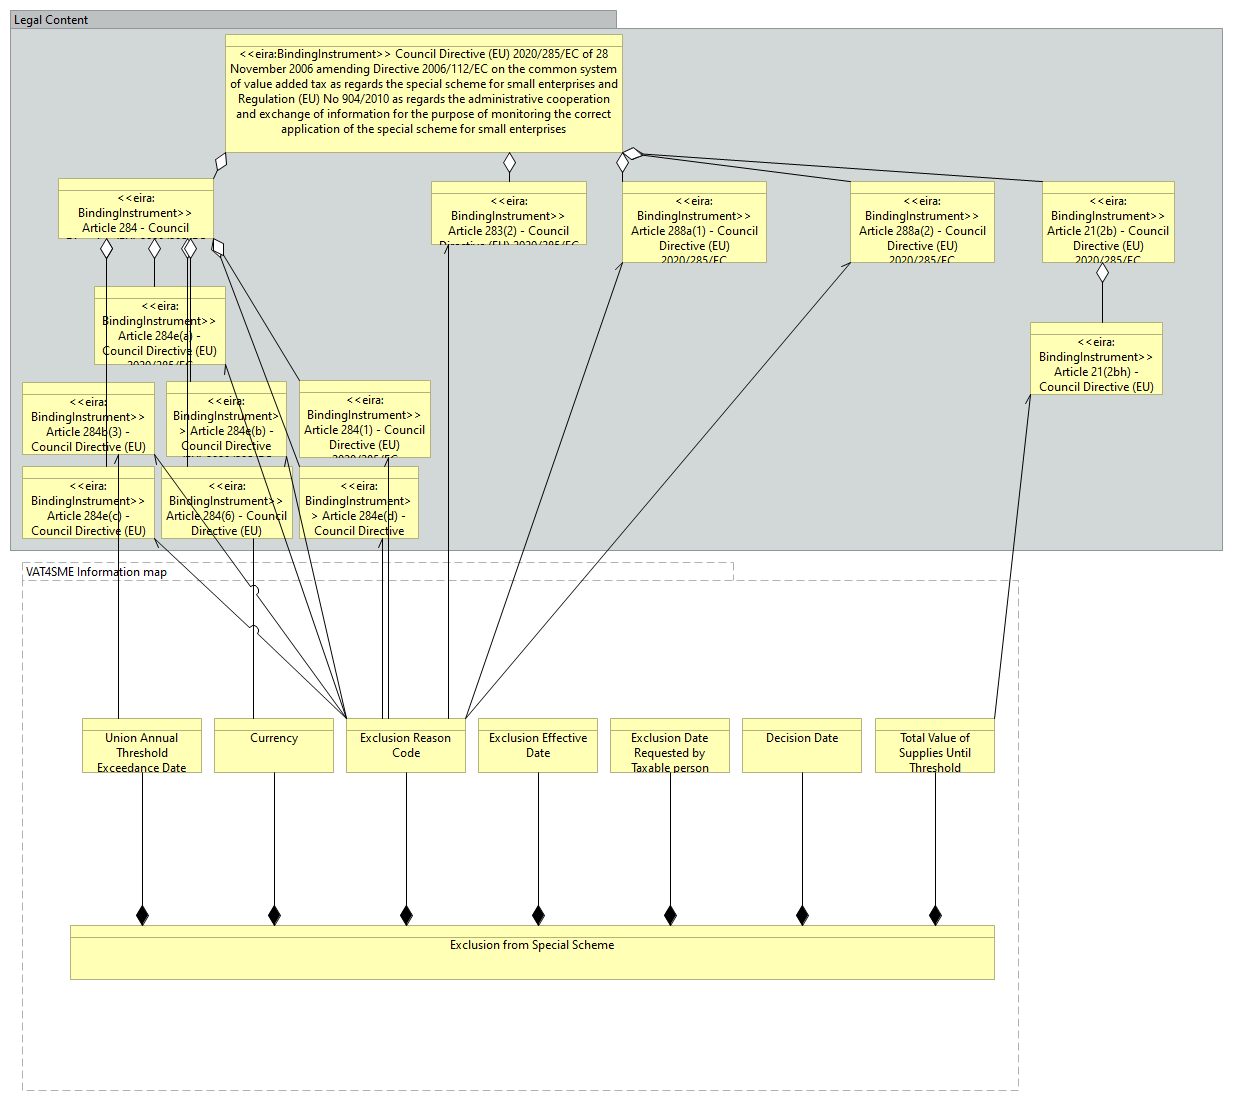 Legal Content
<<eira:BindingInstrument>> Council Directive (EU) 2020/285/EC of 28
November 2006 amending Directive 2006/112/EC on the common system
of value added tax as regards the special scheme for small enterprises and
Regulation (EU) No 904/2010 as regards the administrative cooperation
and exchange of information for the purpose of monitoring the correct
application of the special scheme for small enterprises
<<eira:
BindingInstrument>>
Article 284 - Council
<<eira:
BindingInstrument>>
Article 283(2) - Council
Directive (EU) 2020/285/EC
<<eira:
BindingInstrument>>
Article 288a(1) - Council
Directive (EU)
2020/285/EC
<<eira:
BindingInstrument>>
Article 288a(2) - Council
Directive (EU)
2020/285/EC
<<eira:
BindingInstrument>>
Article 21(2b) - Council
Directive (EU)
2020/285/EC
<<eira:
BindingInstrument>>
Article 284e(a) -
Council Directive (EU)
2020/285/EC
<<eira:
BindingInstrument>>
Article 21(2bh) -
Council Directive (EU)
<<eira:
BindingInstrument>>
Article 284b(3) -
Council Directive (EU)
<<eira:
BindingInstrument>
> Article 284e(b) -
Council Directive
<<eira:
BindingInstrument>>
Article 284(1) - Council
Directive (EU)
2020/285/EC
<<eira:
BindingInstrument>>
Article 284e(c) -
Council Directive (EU)
<<eira:
BindingInstrument>>
Article 284(6) - Council
Directive (EU)
<<eira:
BindingInstrument>
> Article 284e(d) -
Council Directive
VAT4SME Information map
Union Annual
Threshold
Exceedance Date
Currency
Exclusion Reason
Code
Exclusion Effective
Date
Exclusion Date
Requested by
Taxable person
Decision Date
Total Value of
Supplies Until
Threshold
Exclusion from Special Scheme